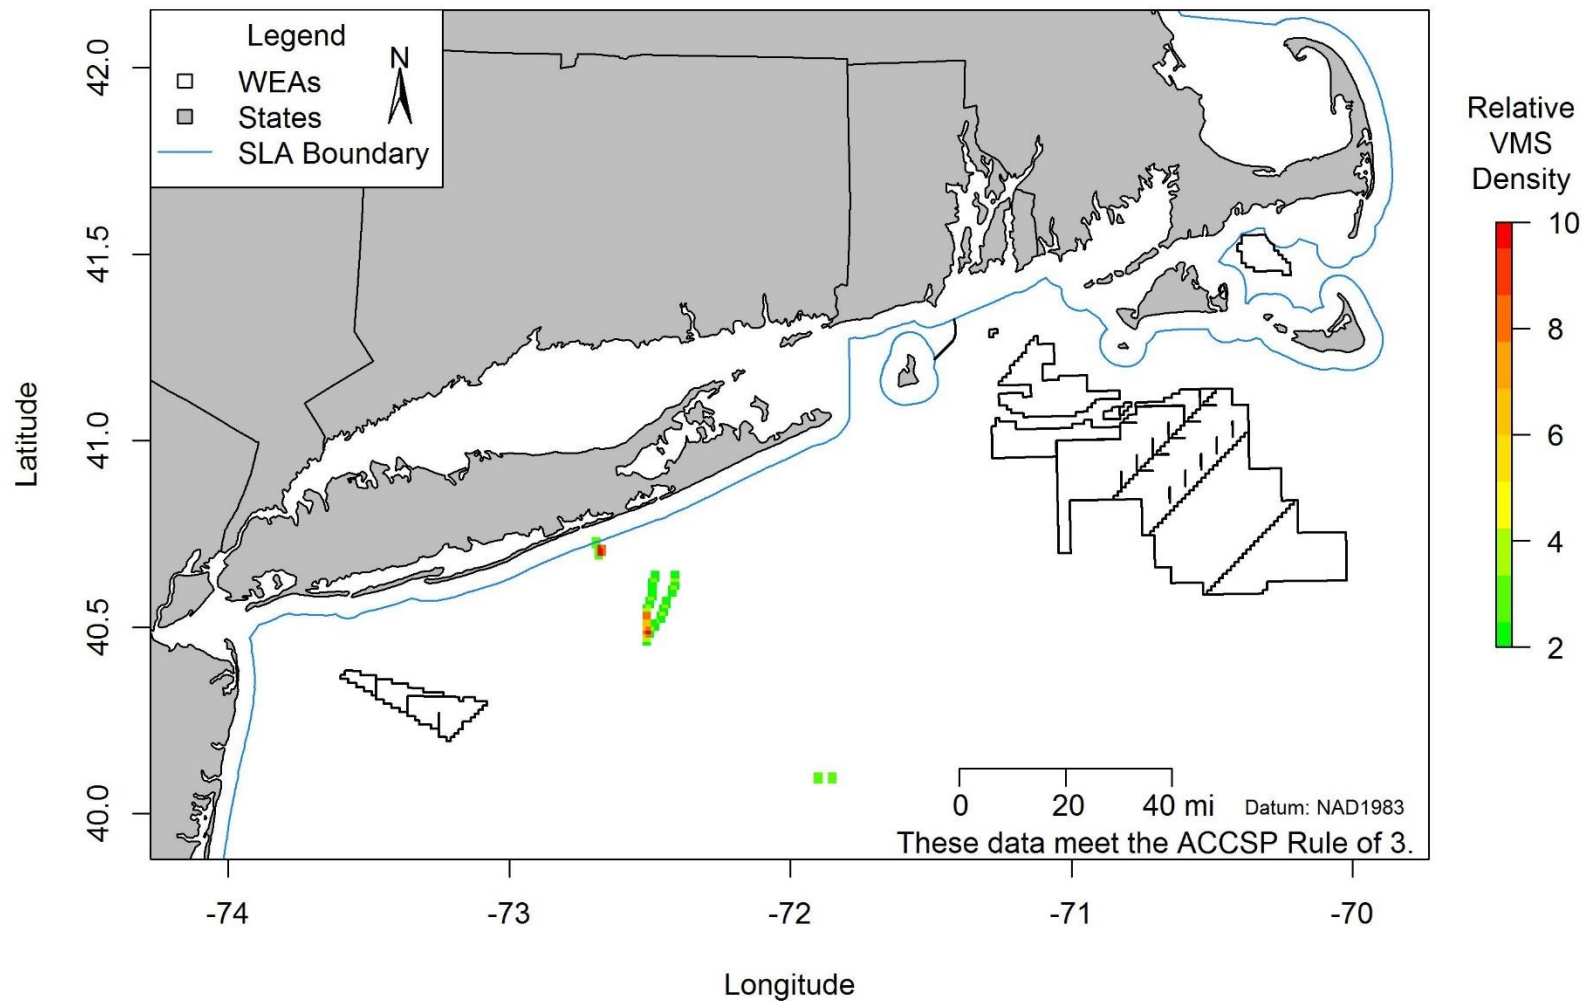 Legend
N
WEAs
States
SLA Boundary
Relative
VMS
Density
10
8
6
4
2
Latitude
42.0
41.5
41.0
40.5
40.0
0 20 40 mi
Datum: NAD1983
These data meet the ACCSP Rule of 3.
-74 -73 -72 -71 -70
Longitude